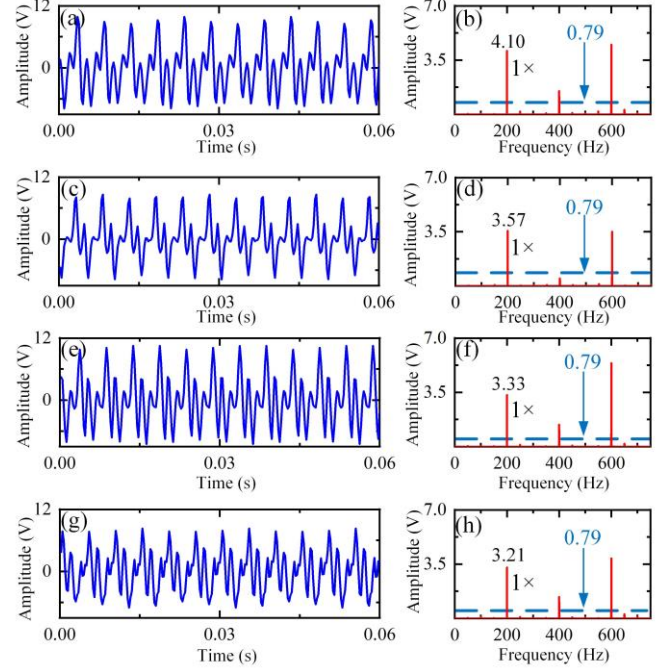 (a)
Amplitude (V)
12
0
0.00 0.03 0.06
Time (s)
(b)
Amplitude (V)
7.0
3.5
4.10
1×
0.79
0 200 400 600
Frequency (Hz)
(c)
Amplitude (V)
12
0
0.00 0.03 0.06
Time (s)
(d)
Amplitude (V)
7.0
3.5
3.57
1×
0.79
0 200 400 600
Frequency (Hz)
(e)
Amplitude (V)
12
0
0.00 0.03 0.06
Time (s)
(f)
Amplitude (V)
7.0
3.5
3.33
1×
0.79
0 200 400 600
Frequency (Hz)
(g)
Amplitude (V)
12
0
0.00 0.03 0.06
Time (s)
(h)
Amplitude (V)
7.0
3.5
3.21
1×
0.79
0 200 400 600
Frequency (Hz)